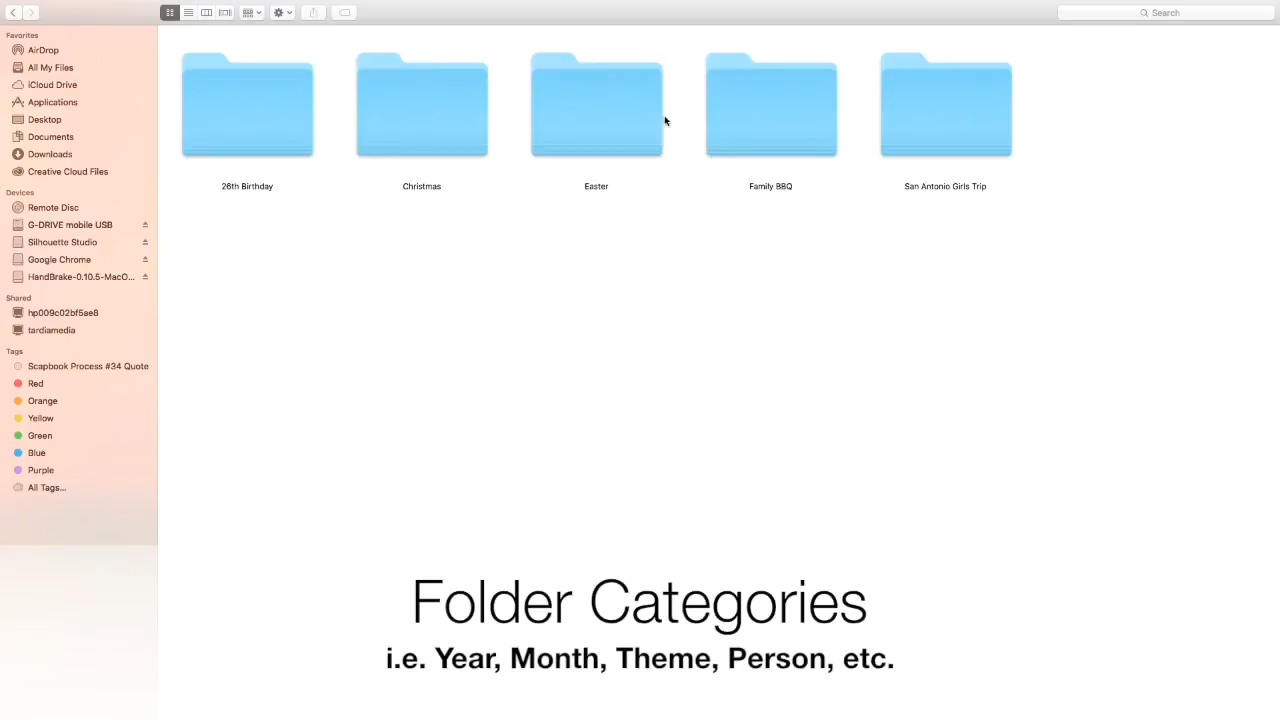 Search
Favorites
AirDrop
All My Files
iCloud Drive
Applications
Desktop
Documents
Downloads
Creative Cloud Files
Devices
Remote Disc
G-DRIVE mobile USB
Silhouette Studio
Google Chrome
HandBrake-0.10.5-MacO...
Shared
hp009c02bf5ae8
tardiamedia
Tags
Scapbook Process #34 Quote
Red
Orange
Yellow
Green
Blue
Purple
All Tags...
26th Birthday
Christmas
Easter
Family BBQ
San Antonio Girls Trip
Folder Categories
i.e. Year, Month, Theme, Person, etc.